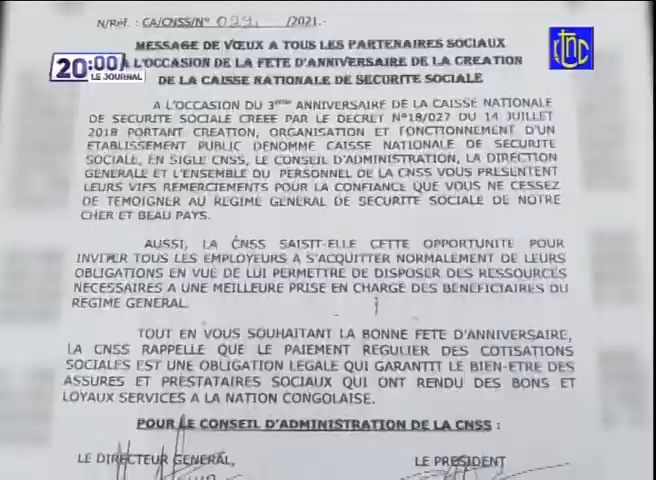 N/Réf. : CA/CNSS/N° 029 /2021.-
MESSAGE DE VŒUX A TOUS LES PARTENAIRES SOCIAUX
A L'OCCASION DE LA FETE D'ANNIVERSAIRE DE LA CREATION
DE LA CAISSE NATIONALE DE SECURITE SOCIALE
20:00
LE JOURNAL
rtnc
A L'OCCASION DU 3ème ANNIVERSAIRE DE LA CAISSE NATIONALE
DE SECURITE SOCIALE CREEE PAR LE DECRET N°18/027 DU 14 JUILLET
2018 PORTANT CREATION, ORGANISATION ET FONCTIONNEMENT D'UN
ETABLISSEMENT PUBLIC DENOMME CAISSE NATIONALE DE SECURITE
SOCIALE, EN SIGLE CNSS, LE CONSEIL D'ADMINISTRATION, LA DIRECTION
GENERALE ET L'ENSEMBLE DU PERSONNEL DE LA CNSS VOUS PRESENTENT
LEURS VIFS REMERCIEMENTS POUR LA CONFIANCE QUE VOUS NE CESSEZ
DE TEMOIGNER AU REGIME GENERAL DE SECURITE SOCIALE DE NOTRE
CHER ET BEAU PAYS.
AUSSI, LA CNSS SAISIT-ELLE CETTE OPPORTUNITE POUR
INVITER TOUS LES EMPLOYEURS A S'ACQUITTER NORMALEMENT DE LEURS
OBLIGATIONS EN VUE DE LUI PERMETTRE DE DISPOSER DES RESSOURCES
NECESSAIRES A UNE MEILLEURE PRISE EN CHARGE DES BENEFICIAIRES DU
REGIME GENERAL.
TOUT EN VOUS SOUHAITANT LA BONNE FETE D'ANNIVERSAIRE,
LA CNSS RAPPELLE QUE LE PAIEMENT REGULIER DES COTISATIONS
SOCIALES EST UNE OBLIGATION LEGALE QUI GARANTIT LE BIEN-ETRE DES
ASSURES ET PRESTATAIRES SOCIAUX QUI ONT RENDU DES BONS ET
LOYAUX SERVICES A LA NATION CONGOLAISE.
POUR LE CONSEIL D'ADMINISTRATION DE LA CNSS :
LE DIRECTEUR GENERAL,
LE PRESIDENT